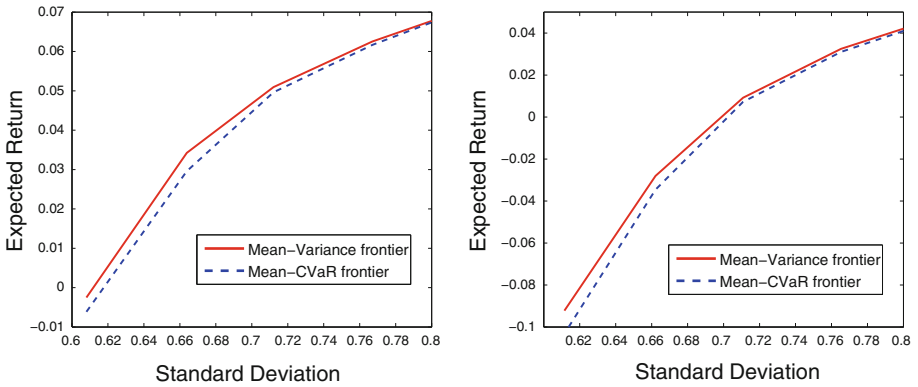 Expected Return
0.07
0.06
0.05
0.04
0.03
0.02
0.01
0
−0.01
Mean−Variance frontier
Mean−CVaR frontier
0.6 0.62 0.64 0.66 0.68 0.7 0.72 0.74 0.76 0.78 0.8
Standard Deviation
Expected Return
0.04
0.02
0
−0.02
−0.04
−0.06
−0.08
−0.1
Mean−Variance frontier
Mean−CVaR frontier
0.62 0.64 0.66 0.68 0.7 0.72 0.74 0.76 0.78 0.8
Standard Deviation